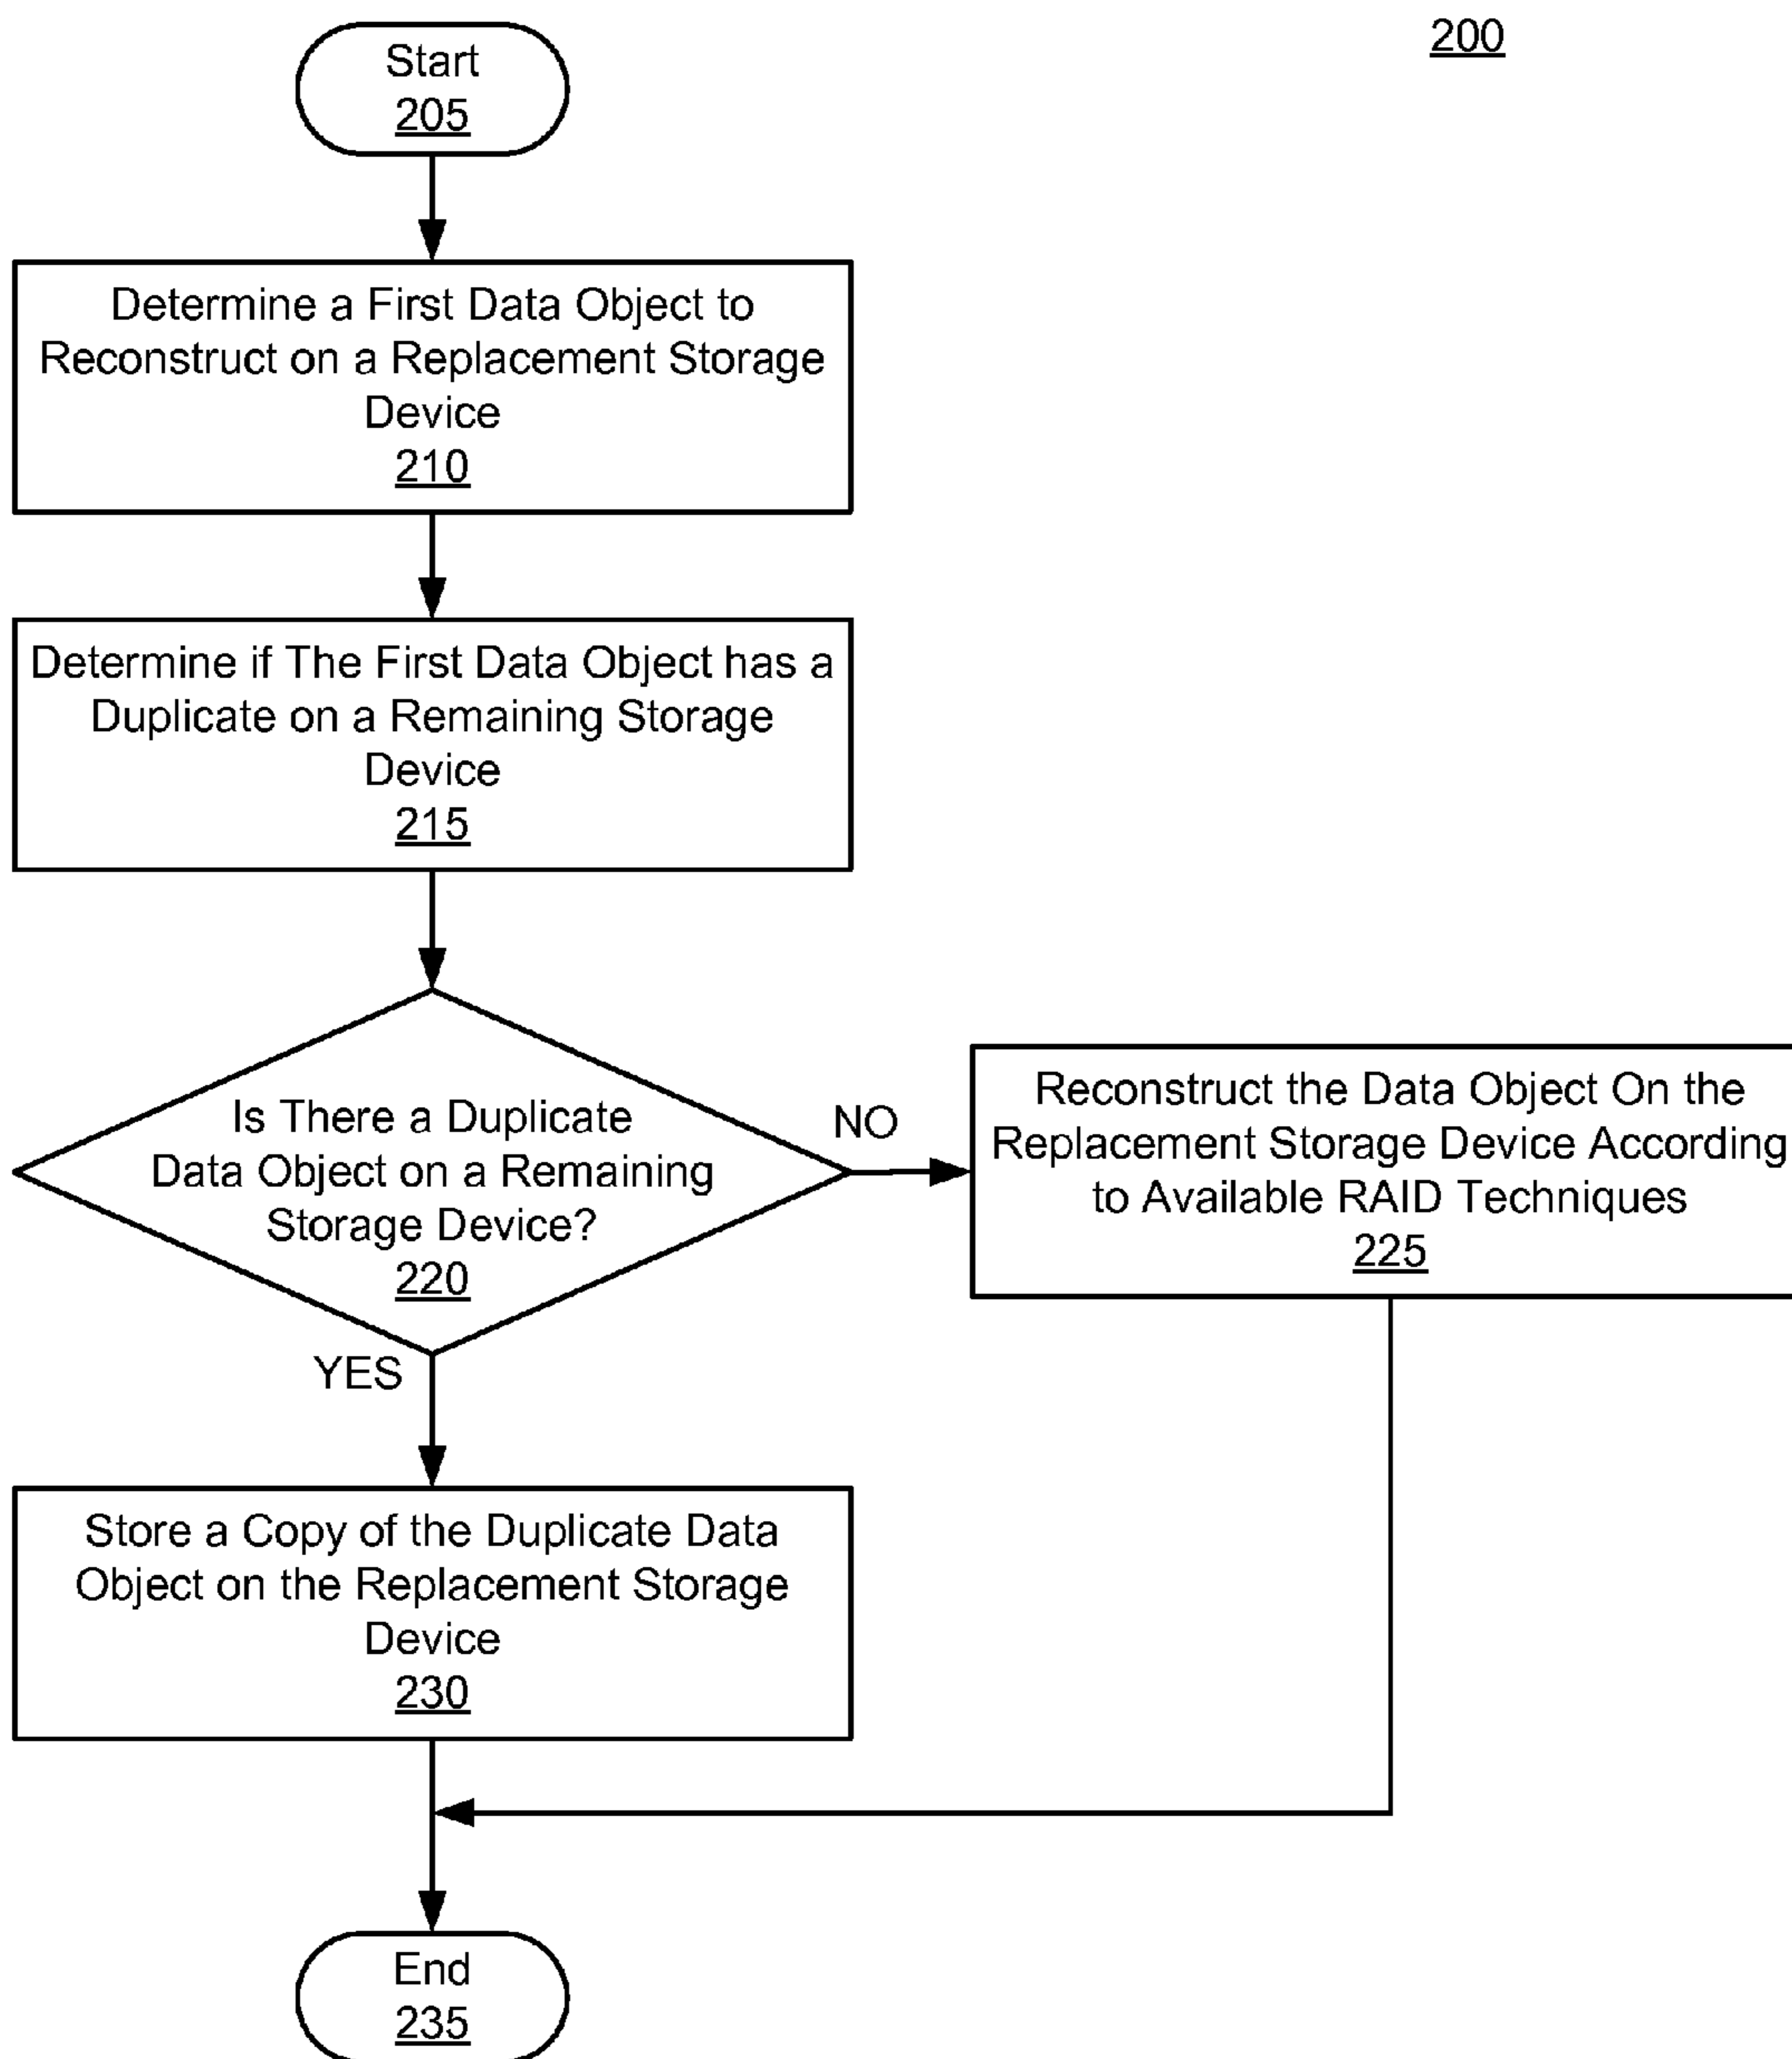 200
Start
205
Determine a First Data Object to
Reconstruct on a Replacement Storage
Device
210
Determine if The First Data Object has a
Duplicate on a Remaining Storage
Device
215
Is There a Duplicate
Data Object on a Remaining
Storage Device?
220
NO
Reconstruct the Data Object On the
Replacement Storage Device According
to Available RAID Techniques
225
YES
Store a Copy of the Duplicate Data
Object on the Replacement Storage
Device
230
End
235